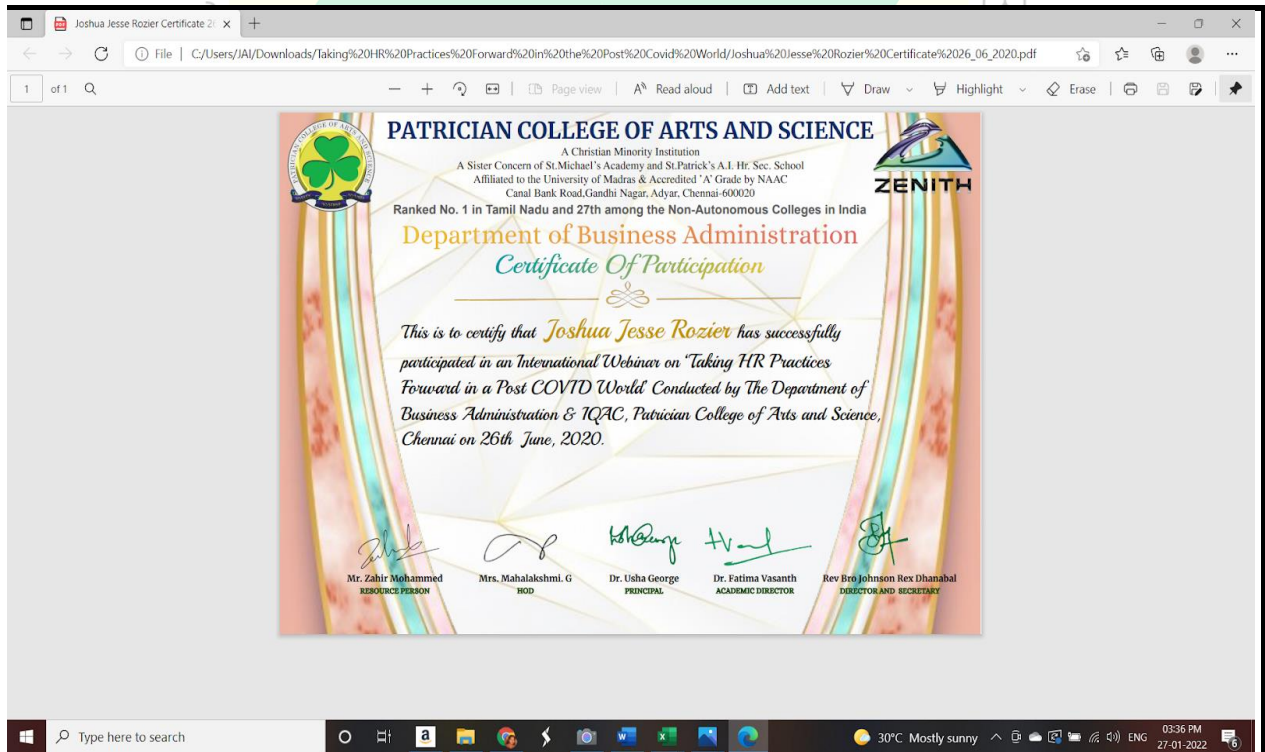 Joshua Jesse Rozier Certificate 2
File | C:/Users/JAI/Downloads/Taking%20HR%20Practices%20Forward%20in%20the%20Post%20Covid%20World/Joshua%20Jesse%20Rozier%20Certificate%2026_06_2020.pdf
1 of 1 Page view Read aloud Add text Draw Highlight Erase
PATRICIAN COLLEGE OF ARTS AND SCIENCE
A Christian Minority Institution
A Sister Concern of St.Michael's Academy and St.Patrick's A.I. Hr. Sec. School
Affiliated to the University of Madras & Accredited 'A' Grade by NAAC
Canal Bank Road,Gandhi Nagar, Adyar, Chennai-600020
ZENITH
Ranked No. 1 in Tamil Nadu and 27th among the Non-Autonomous Colleges in India
Department of Business Administration
Certificate Of Participation
This is to certify that Joshua Jesse Rozier has successfully
participated in an International Webinar on 'Taking HR Practices
Forward in a Post COVID World' Conducted by The Department of
Business Administration & IQAC, Patrician College of Arts and Science,
Chennai on 26th June, 2020.
Mr. Zahir Mohammed Mrs. Mahalakshmi. G Dr. Usha George Dr. Fatima Vasanth Rev Bro Johnson Rex Dhanabal
RESOURCE PERSON HOD PRINCIPAL ACADEMIC DIRECTOR DIRECTOR AND SECRETARY
Type here to search 30°C Mostly sunny ENG 03:36 PM
27-01-2022
6